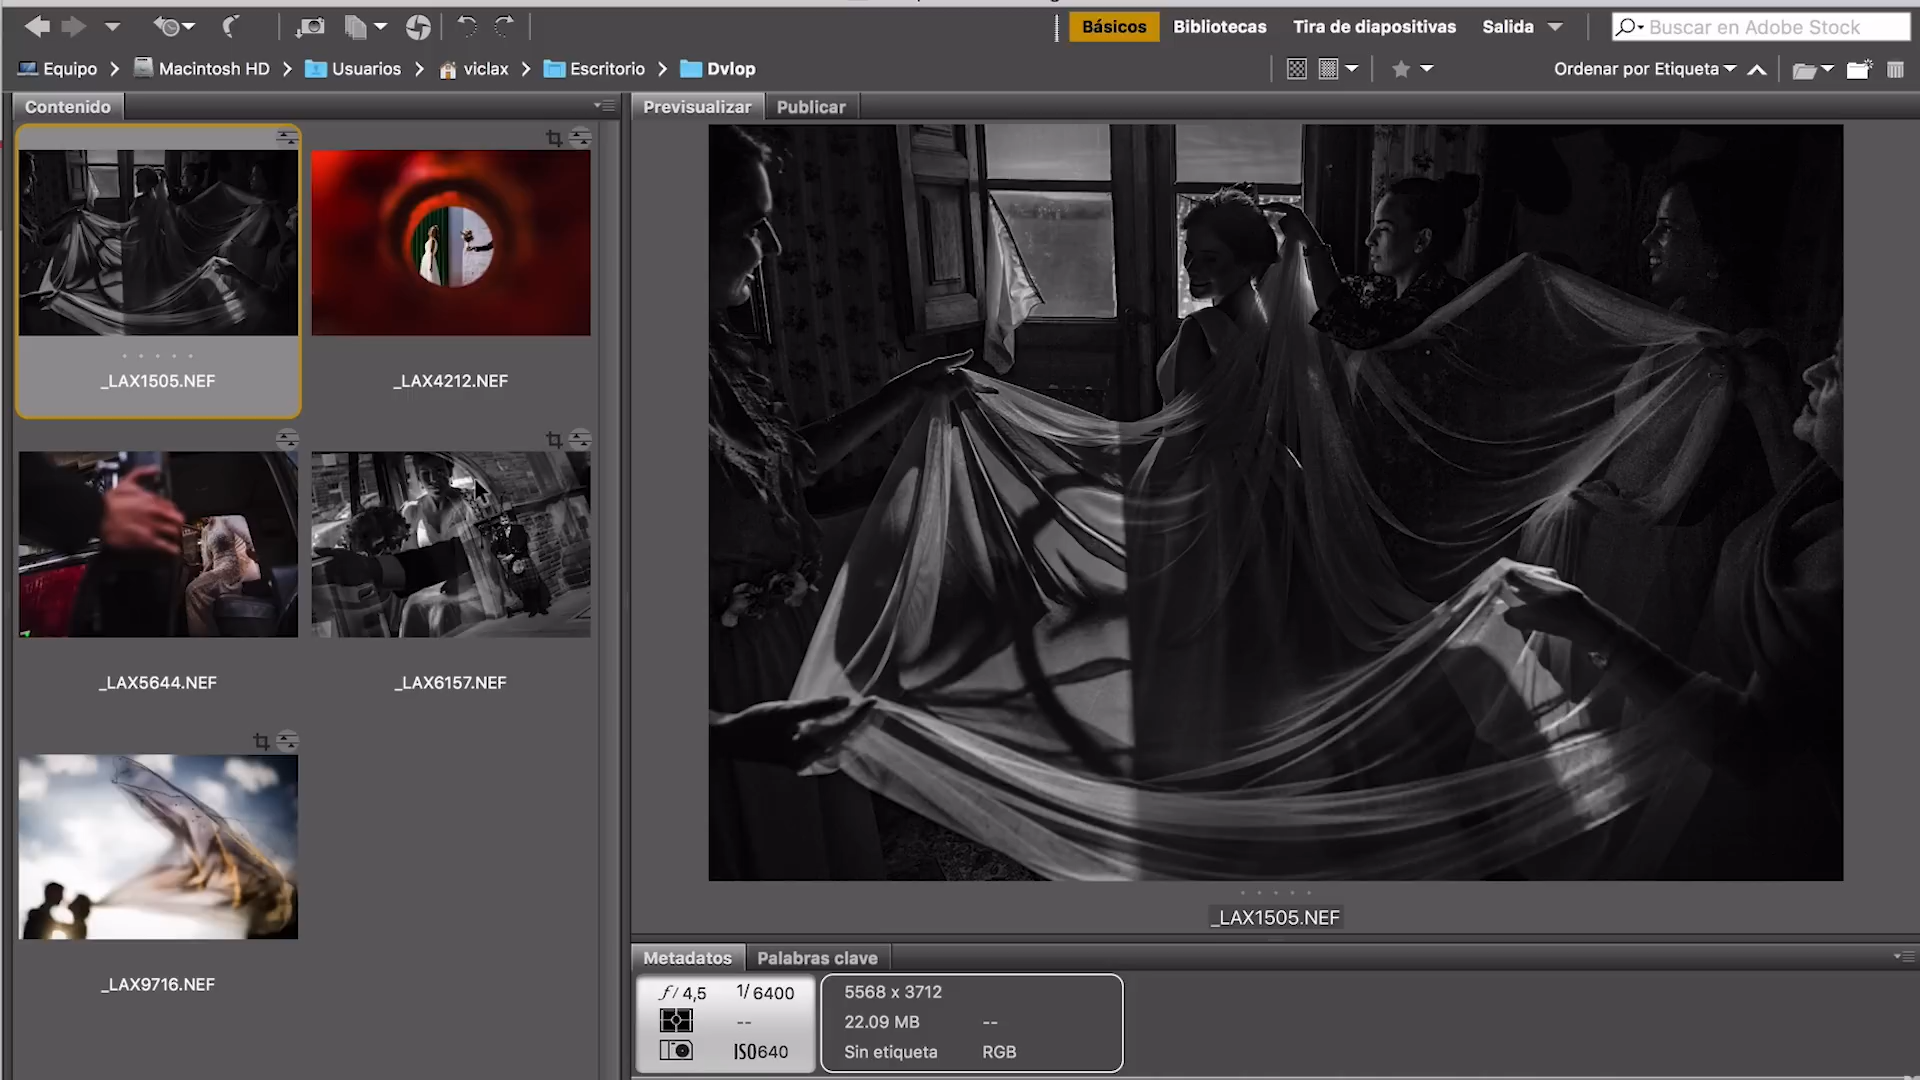 Básicos
Bibliotecas
Tira de diapositivas
Salida
Buscar en Adobe Stock
Equipo
Macintosh HD
Usuarios
viclax
Escritorio
Dvlop
Ordenar por Etiqueta
Contenido
Previsualizar
Publicar
_LAX1505.NEF
_LAX4212.NEF
_LAX5644.NEF
_LAX6157.NEF
_LAX9716.NEF
_LAX1505.NEF
Metadatos
Palabras clave
f/ 4,5
1/6400
--
ISO640
5568 x 3712
22.09 MB
--
Sin etiqueta
RGB